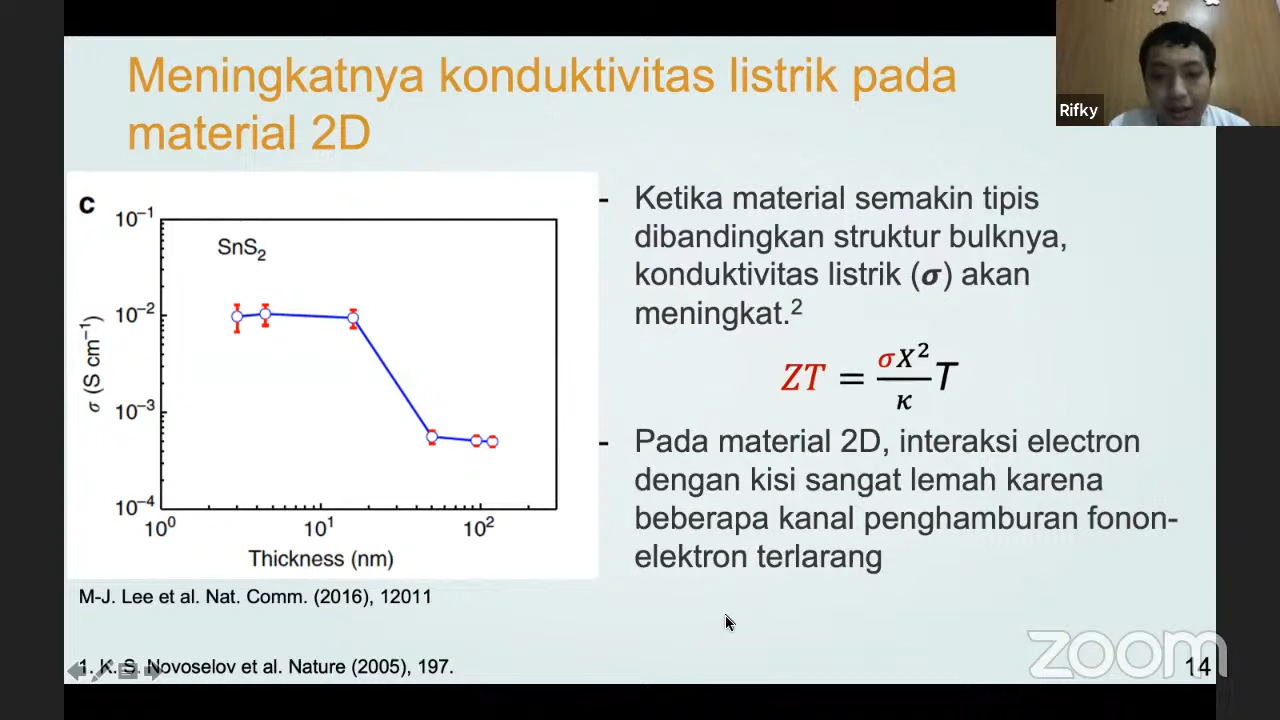 Meningkatnya konduktivitas listrik pada
material 2D
Rifky
c
SnS₂
10⁻¹
10⁻²
10⁻³
10⁻⁴
σ (S cm⁻¹)
10⁰ 10¹ 10²
Thickness (nm)
M-J. Lee et al. Nat. Comm. (2016), 12011
- Ketika material semakin tipis
dibandingkan struktur bulknya,
konduktivitas listrik (σ) akan
meningkat.²
ZT = σX²/κ T
- Pada material 2D, interaksi electron
dengan kisi sangat lemah karena
beberapa kanal penghamburan fonon-
elektron terlarang
1. K. S. Novoselov et al. Nature (2005), 197.
zoom
14